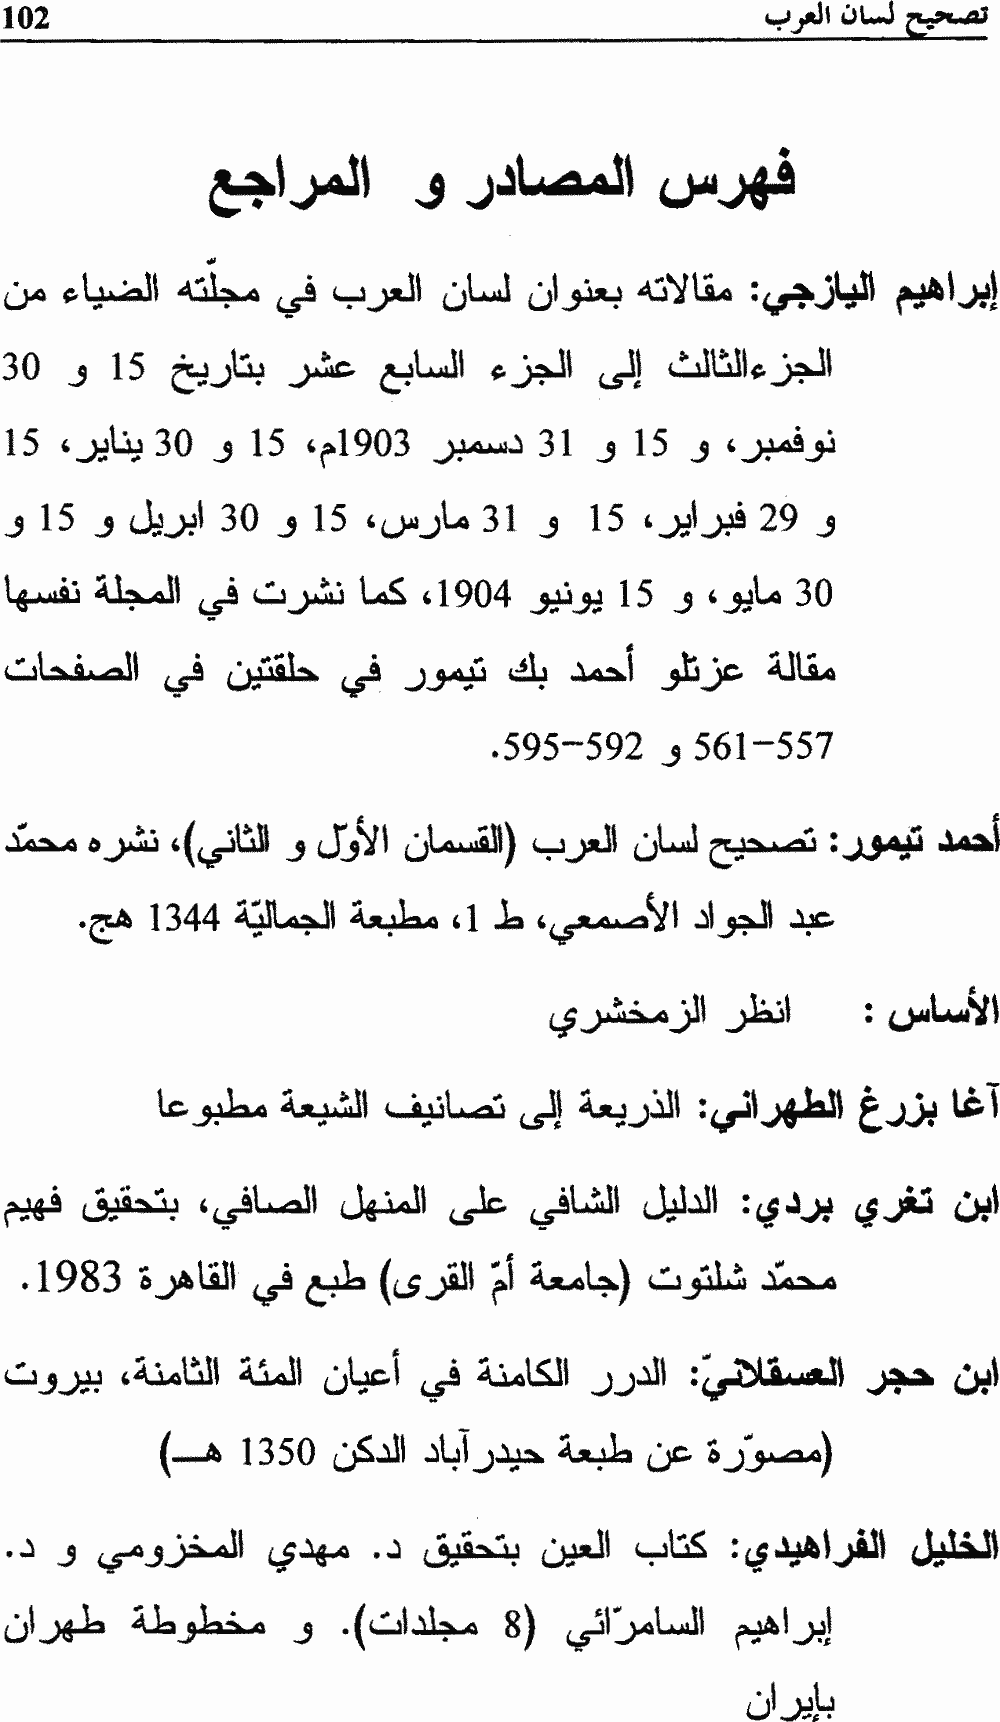 تصحيح لسان العرب 102
فهرس المصادر و المراجع
إبراهيم اليازجي: مقالاته بعنوان لسان العرب في مجلّته الضياء من
الجزءالثالث إلى الجزء السابع عشر بتاريخ 15 و 30
نوفمبر، و 15 و 31 دسمبر 1903م، 15 و 30 يناير، 15
و 29 فبراير، 15 و 31 مارس، 15 و 30 ابريل و 15 و
30 مايو، و 15 يونيو 1904، كما نشرت في المجلة نفسها
مقالة عزتلو أحمد بك تيمور في حلقتين في الصفحات
557-561 و 592-595.
أحمد تيمور: تصحيح لسان العرب (القسمان الأوّل و الثاني)، نشره محمّد
عبد الجواد الأصمعي، ط 1، مطبعة الجماليّة 1344 هج.
الأساس : انظر الزمخشري
آغا بزرغ الطهراني: الذريعة إلى تصانيف الشيعة مطبوعا
ابن تغري بردي: الدليل الشافي على المنهل الصافي، بتحقيق فهيم
محمّد شلتوت (جامعة أمّ القرى) طبع في القاهرة 1983.
ابن حجر العسقلانيّ: الدرر الكامنة في أعيان المئة الثامنة، بيروت
(مصوّرة عن طبعة حيدرآباد الدكن 1350 هـ)
الخليل الفراهيدي: كتاب العين بتحقيق د. مهدي المخزومي و د.
إبراهيم السامرّائي (8 مجلدات). و مخطوطة طهران
بإيران